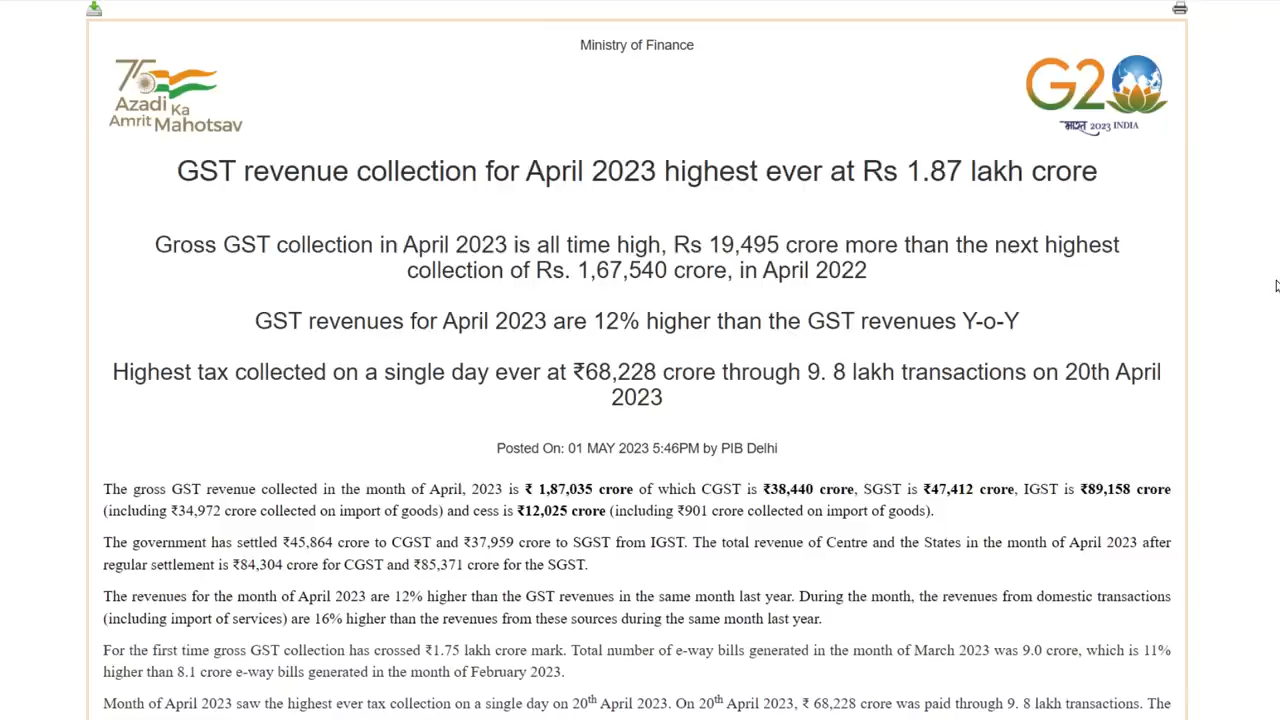 Ministry of Finance
75
Azadi Ka
Amrit Mahotsav
G20
भारत 2023 INDIA
GST revenue collection for April 2023 highest ever at Rs 1.87 lakh crore
Gross GST collection in April 2023 is all time high, Rs 19,495 crore more than the next highest
collection of Rs. 1,67,540 crore, in April 2022
GST revenues for April 2023 are 12% higher than the GST revenues Y-o-Y
Highest tax collected on a single day ever at ₹68,228 crore through 9. 8 lakh transactions on 20th April
2023
Posted On: 01 MAY 2023 5:46PM by PIB Delhi
The gross GST revenue collected in the month of April, 2023 is ₹ 1,87,035 crore of which CGST is ₹38,440 crore, SGST is ₹47,412 crore, IGST is ₹89,158 crore
(including ₹34,972 crore collected on import of goods) and cess is ₹12,025 crore (including ₹901 crore collected on import of goods).
The government has settled ₹45,864 crore to CGST and ₹37,959 crore to SGST from IGST. The total revenue of Centre and the States in the month of April 2023 after
regular settlement is ₹84,304 crore for CGST and ₹85,371 crore for the SGST.
The revenues for the month of April 2023 are 12% higher than the GST revenues in the same month last year. During the month, the revenues from domestic transactions
(including import of services) are 16% higher than the revenues from these sources during the same month last year.
For the first time gross GST collection has crossed ₹1.75 lakh crore mark. Total number of e-way bills generated in the month of March 2023 was 9.0 crore, which is 11%
higher than 8.1 crore e-way bills generated in the month of February 2023.
Month of April 2023 saw the highest ever tax collection on a single day on 20th April 2023. On 20th April 2023, ₹ 68,228 crore was paid through 9. 8 lakh transactions. The